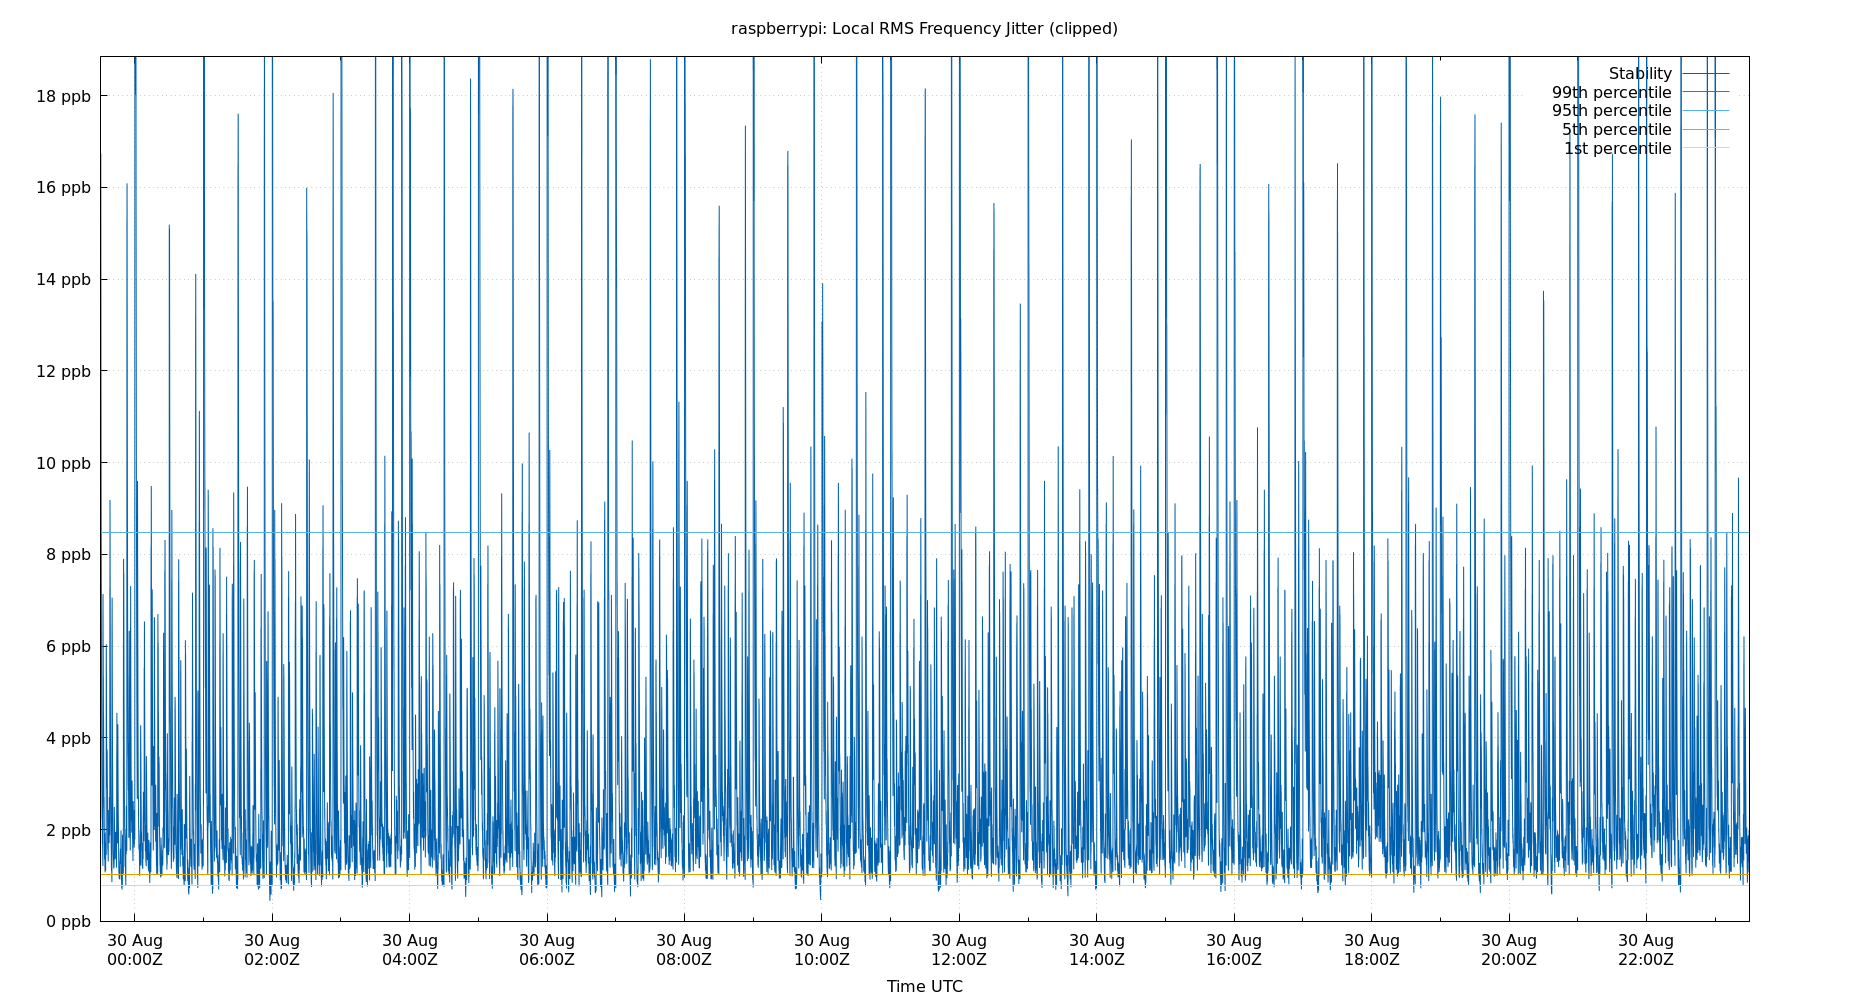 raspberrypi: Local RMS Frequency Jitter (clipped)
Stability
99th percentile
95th percentile
5th percentile
1st percentile
18 ppb
16 ppb
14 ppb
12 ppb
10 ppb
8 ppb
6 ppb
4 ppb
2 ppb
0 ppb
30 Aug 30 Aug 30 Aug 30 Aug 30 Aug 30 Aug 30 Aug 30 Aug 30 Aug 30 Aug 30 Aug 30 Aug
00:00Z 02:00Z 04:00Z 06:00Z 08:00Z 10:00Z 12:00Z 14:00Z 16:00Z 18:00Z 20:00Z 22:00Z
Time UTC